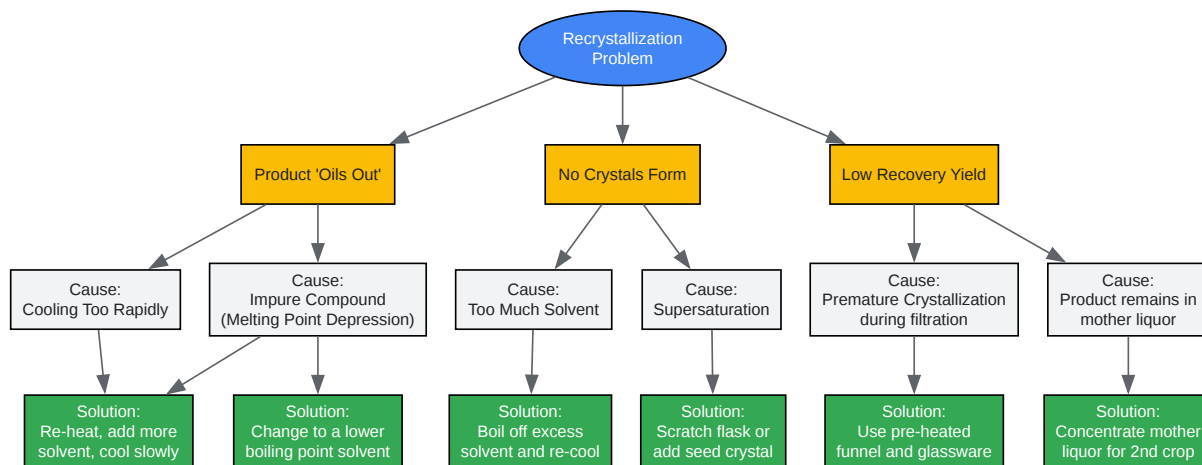 Recrystallization
Problem
Product 'Oils Out'
No Crystals Form
Low Recovery Yield
Cause:
Cooling Too Rapidly
Cause:
Impure Compound
(Melting Point Depression)
Cause:
Too Much Solvent
Cause:
Supersaturation
Cause:
Premature Crystallization
during filtration
Cause:
Product remains in
mother liquor
Solution:
Re-heat, add more
solvent, cool slowly
Solution:
Change to a lower
boiling point solvent
Solution:
Boil off excess
solvent and re-cool
Solution:
Scratch flask or
add seed crystal
Solution:
Use pre-heated
funnel and glassware
Solution:
Concentrate mother
liquor for 2nd crop